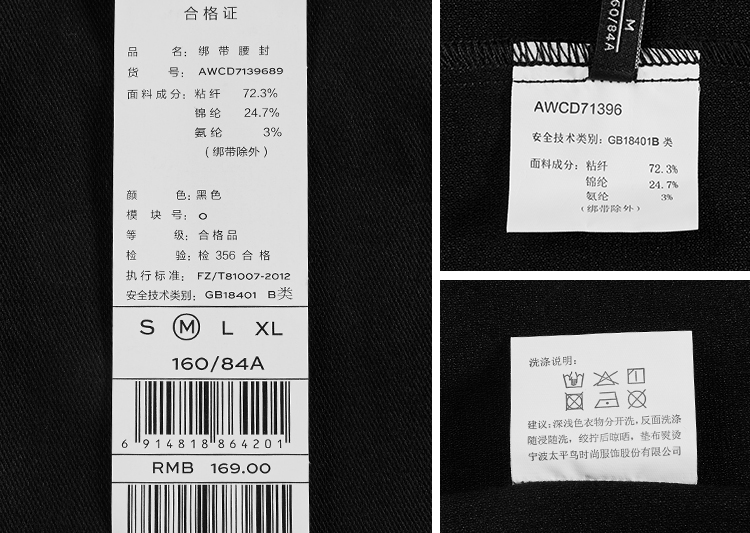 合格证
品 名: 绑带腰封
货 号: AWCD7139689
面料成分: 粘纤 72.3%
锦纶 24.7%
氨纶 3%
(绑带除外)
颜 色: 黑色
模 块 号: O
等 级: 合格品
检 验: 检 356 合格
执行标准: FZ/T81007-2012
安全技术类别: GB18401 B类
S M L XL
160/84A
6 914818 864201
RMB 169.00
M
160/84A
AWCD71396
安全技术类别: GB18401B 类
面料成分: 粘纤 72.3%
锦纶 24.7%
氨纶 3%
(绑带除外)
洗涤说明:
建议: 深浅色衣物分开洗, 反面洗涤
随浸随洗, 绞拧后晾晒, 垫布熨烫
宁波太平鸟时尚服饰股份有限公司